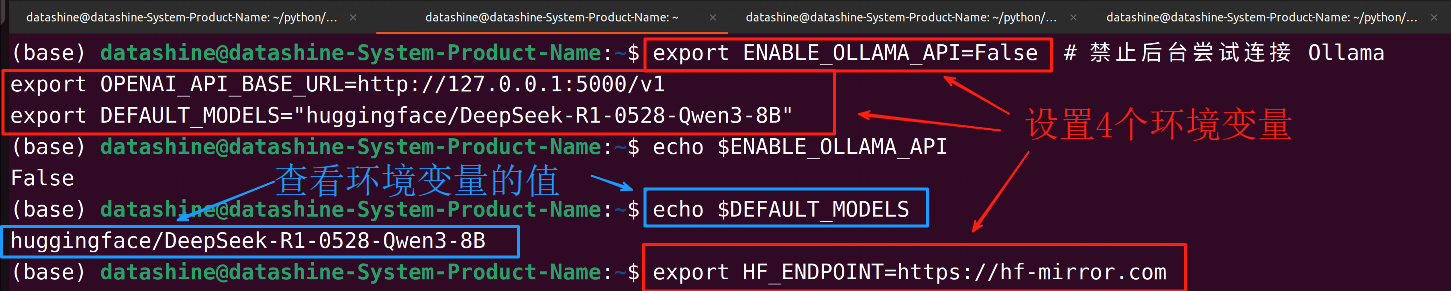 datashine@datashine-System-Product-Name: ~/python/... × datashine@datashine-System-Product-Name: ~ × datashine@datashine-System-Product-Name: ~/python/... × datashine@datashine-System-Product-Name: ~/python/... ×
(base) datashine@datashine-System-Product-Name:~$ export ENABLE_OLLAMA_API=False # 禁止后台尝试连接 Ollama
export OPENAI_API_BASE_URL=http://127.0.0.1:5000/v1
export DEFAULT_MODELS="huggingface/DeepSeek-R1-0528-Qwen3-8B"
设置4个环境变量
(base) datashine@datashine-System-Product-Name:~$ echo $ENABLE_OLLAMA_API
False
查看环境变量的值
(base) datashine@datashine-System-Product-Name:~$ echo $DEFAULT_MODELS
huggingface/DeepSeek-R1-0528-Qwen3-8B
(base) datashine@datashine-System-Product-Name:~$ export HF_ENDPOINT=https://hf-mirror.com